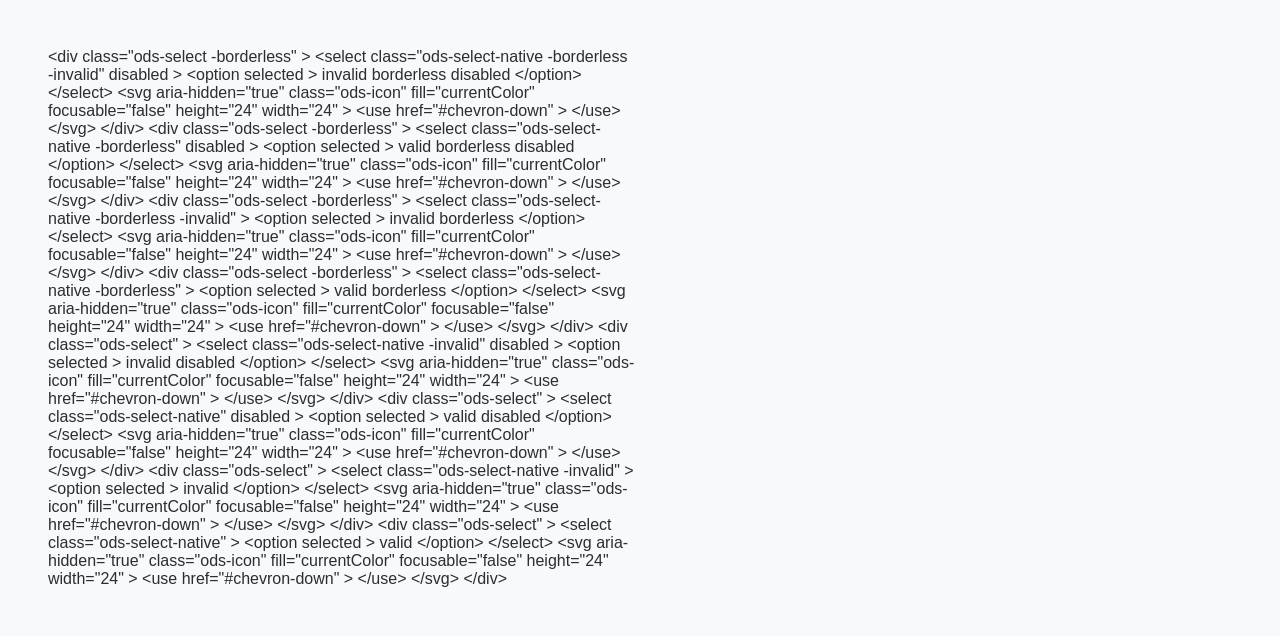 <div class="ods-select -borderless" > <select class="ods-select-native -borderless
-invalid" disabled > <option selected > invalid borderless disabled </option>
</select> <svg aria-hidden="true" class="ods-icon" fill="currentColor"
focusable="false" height="24" width="24" > <use href="#chevron-down" > </use>
</svg> </div> <div class="ods-select -borderless" > <select class="ods-select-
native -borderless" disabled > <option selected > valid borderless disabled
</option> </select> <svg aria-hidden="true" class="ods-icon" fill="currentColor"
focusable="false" height="24" width="24" > <use href="#chevron-down" > </use>
</svg> </div> <div class="ods-select -borderless" > <select class="ods-select-
native -borderless -invalid" > <option selected > invalid borderless </option>
</select> <svg aria-hidden="true" class="ods-icon" fill="currentColor"
focusable="false" height="24" width="24" > <use href="#chevron-down" > </use>
</svg> </div> <div class="ods-select -borderless" > <select class="ods-select-
native -borderless" > <option selected > valid borderless </option> </select> <svg
aria-hidden="true" class="ods-icon" fill="currentColor" focusable="false"
height="24" width="24" > <use href="#chevron-down" > </use> </svg> </div> <div
class="ods-select" > <select class="ods-select-native -invalid" disabled > <option
selected > invalid disabled </option> </select> <svg aria-hidden="true" class="ods-
icon" fill="currentColor" focusable="false" height="24" width="24" > <use
href="#chevron-down" > </use> </svg> </div> <div class="ods-select" > <select
class="ods-select-native" disabled > <option selected > valid disabled </option>
</select> <svg aria-hidden="true" class="ods-icon" fill="currentColor"
focusable="false" height="24" width="24" > <use href="#chevron-down" > </use>
</svg> </div> <div class="ods-select" > <select class="ods-select-native -invalid" >
<option selected > invalid </option> </select> <svg aria-hidden="true" class="ods-
icon" fill="currentColor" focusable="false" height="24" width="24" > <use
href="#chevron-down" > </use> </svg> </div> <div class="ods-select" > <select
class="ods-select-native" > <option selected > valid </option> </select> <svg aria-
hidden="true" class="ods-icon" fill="currentColor" focusable="false" height="24"
width="24" > <use href="#chevron-down" > </use> </svg> </div>